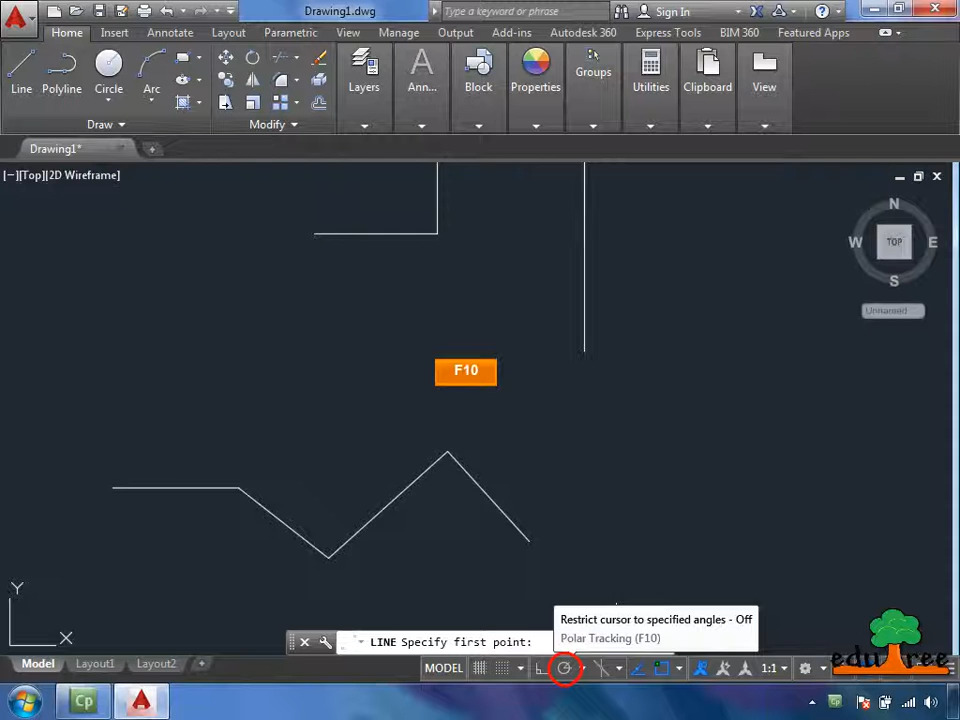 Drawing1.dwg
Type a keyword or phrase
Sign In
Home Insert Annotate Layout Parametric View Manage Output Add-ins Autodesk 360 Express Tools BIM 360 Featured Apps
Line Polyline Circle Arc Layers Ann... Block Properties Groups Utilities Clipboard View
Draw Modify
Drawing1*
[−][Top][2D Wireframe]
N
W TOP E
S
Unnamed
F10
Y
X
Restrict cursor to specified angles - Off
Polar Tracking (F10)
LINE Specify first point:
Model Layout1 Layout2 +
MODEL 1:1
eduTree
Cp
Cp